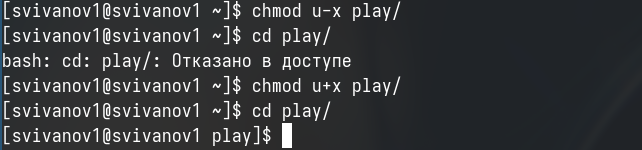 [svivanov1@svivanov1 ~]$ chmod u-x play/
[svivanov1@svivanov1 ~]$ cd play/
bash: cd: play/: Отказано в доступе
[svivanov1@svivanov1 ~]$ chmod u+x play/
[svivanov1@svivanov1 ~]$ cd play/
[svivanov1@svivanov1 play]$